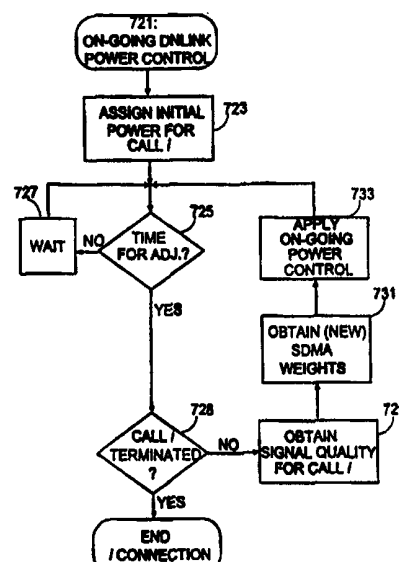 721:
ON-GOING DNLINK
POWER CONTROL
ASSIGN INITIAL
POWER FOR
CALL i
723
727
WAIT
NO
TIME
FOR ADJ.?
725
YES
733
APPLY
ON-GOING
POWER
CONTROL
731
OBTAIN (NEW)
SDMA
WEIGHTS
728
CALL i
TERMINATED
?
NO
72
OBTAIN
SIGNAL QUALITY
FOR CALL i
YES
END
i CONNECTION